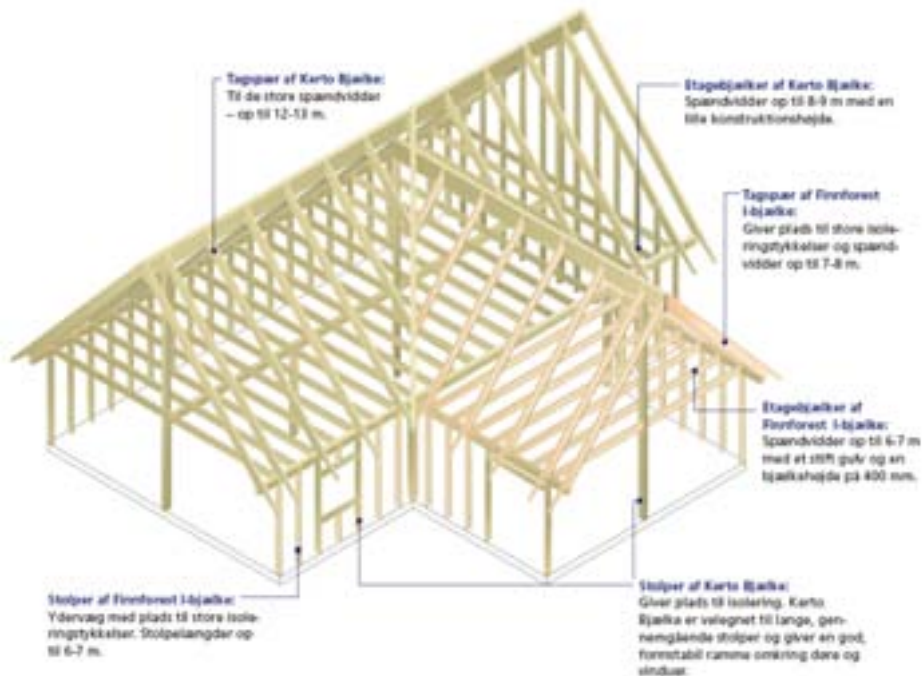 Tagspær af Kerto Bjælke:
Til de store spændvidder
– op til 12-13 m.
Etagebjælker af Kerto Bjælke:
Spændvidder op til 8-9 m med en
lille konstruktionshøjde.
Tagspær af Finnforest
I-bjælke:
Giver plads til store isole-
ringstykkelser og spænd-
vidder op til 7-8 m.
Etagebjælker af
Finnforest I-bjælke:
Spændvidder op til 6-7 m
med et stift gulv og en
bjælkehøjde på 400 mm.
Stolper af Finnforest I-bjælke:
Ydervæg med plads til store isole-
ringstykkelser. Stolpelængder op
til 6-7 m.
Stolper af Kerto Bjælke:
Giver plads til isolering. Kerto
Bjælke er velegnet til lange, gen-
nemgående stolper og giver en god,
formstabil ramme omkring døre og
vinduer.